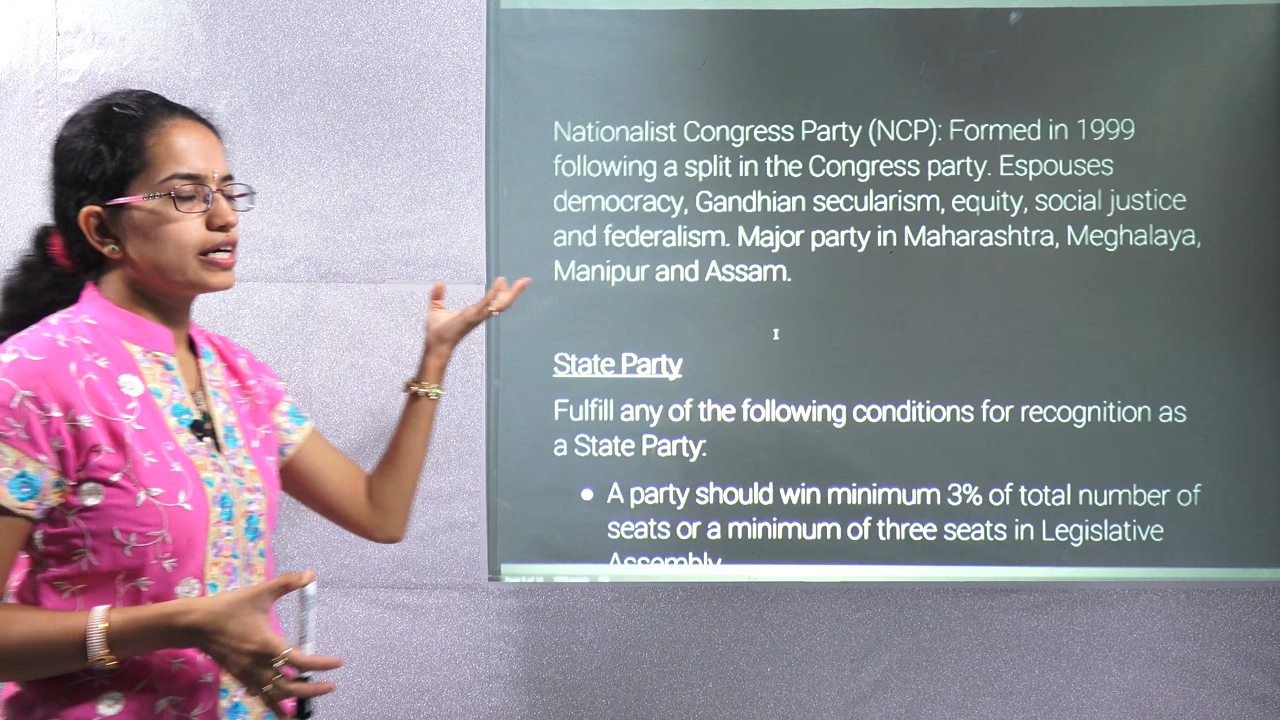 Nationalist Congress Party (NCP): Formed in 1999
following a split in the Congress party. Espouses
democracy, Gandhian secularism, equity, social justice
and federalism. Major party in Maharashtra, Meghalaya,
Manipur and Assam.
State Party
Fulfill any of the following conditions for recognition as
a State Party:
● A party should win minimum 3% of total number of
seats or a minimum of three seats in Legislative
Assembly